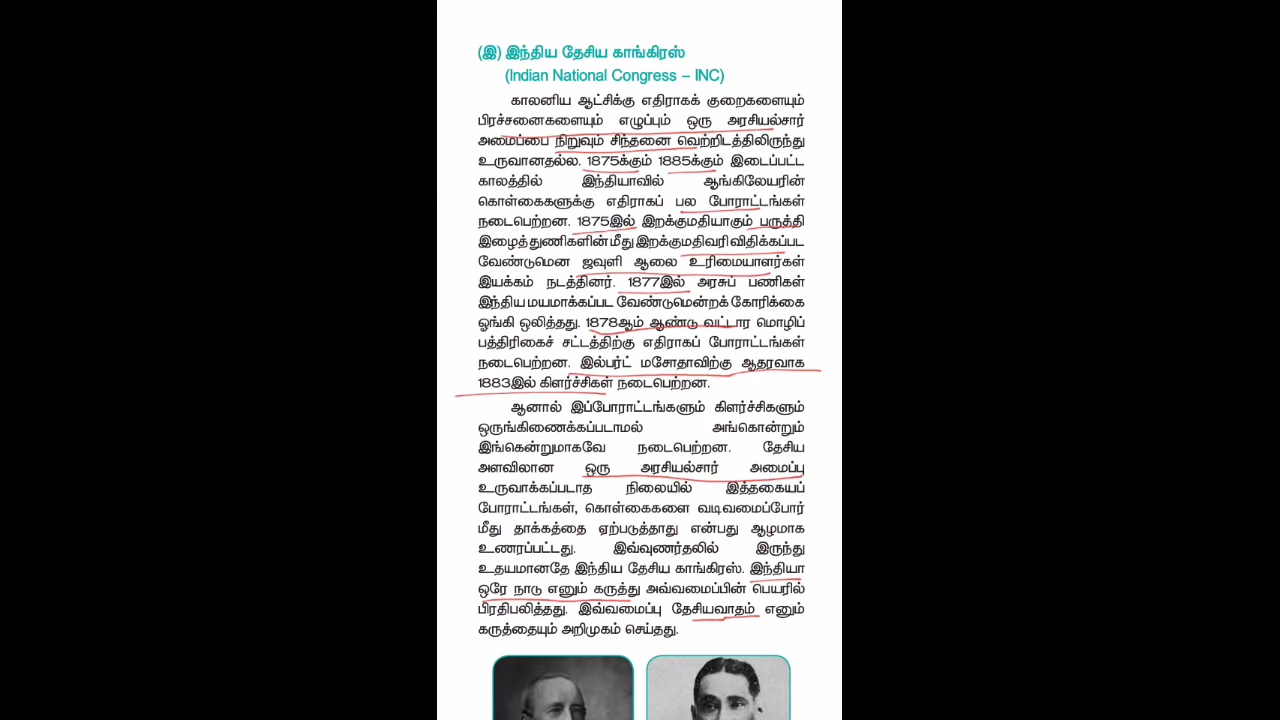 (இ) இந்திய தேசிய காங்கிரஸ்
(Indian National Congress – INC)
காலனிய ஆட்சிக்கு எதிராகக் குறைகளையும்
பிரச்சனைகளையும் எழுப்பும் ஒரு அரசியல்சார்
அமைப்பை நிறுவும் சிந்தனை வெற்றிடத்திலிருந்து
உருவானதல்ல. 1875க்கும் 1885க்கும் இடைப்பட்ட
காலத்தில் இந்தியாவில் ஆங்கிலேயரின்
கொள்கைகளுக்கு எதிராகப் பல போராட்டங்கள்
நடைபெற்றன. 1875இல் இறக்குமதியாகும் பருத்தி
இழைத்துணிகளின் மீது இறக்குமதிவரி விதிக்கப்பட
வேண்டுமென ஜவுளி ஆலை உரிமையாளர்கள்
இயக்கம் நடத்தினர். 1877இல் அரசுப் பணிகள்
இந்திய மயமாக்கப்பட வேண்டுமென்றக் கோரிக்கை
ஓங்கி ஒலித்தது. 1878ஆம் ஆண்டு வட்டார மொழிப்
பத்திரிகைச் சட்டத்திற்கு எதிராகப் போராட்டங்கள்
நடைபெற்றன. இல்பர்ட் மசோதாவிற்கு ஆதரவாக
1883இல் கிளர்ச்சிகள் நடைபெற்றன.
ஆனால் இப்போராட்டங்களும் கிளர்ச்சிகளும்
ஒருங்கிணைக்கப்படாமல் அங்கொன்றும்
இங்கென்றுமாகவே நடைபெற்றன. தேசிய
அளவிலான ஒரு அரசியல்சார் அமைப்பு
உருவாக்கப்படாத நிலையில் இத்தகையப்
போராட்டங்கள், கொள்கைகளை வடிவமைப்போர்
மீது தாக்கத்தை ஏற்படுத்தாது என்பது ஆழமாக
உணரப்பட்டது. இவ்வுணர்தலில் இருந்து
உதயமானதே இந்திய தேசிய காங்கிரஸ். இந்தியா
ஒரே நாடு எனும் கருத்து அவ்வமைப்பின் பெயரில்
பிரதிபலித்தது. இவ்வமைப்பு தேசியவாதம் எனும்
கருத்தையும் அறிமுகம் செய்தது.